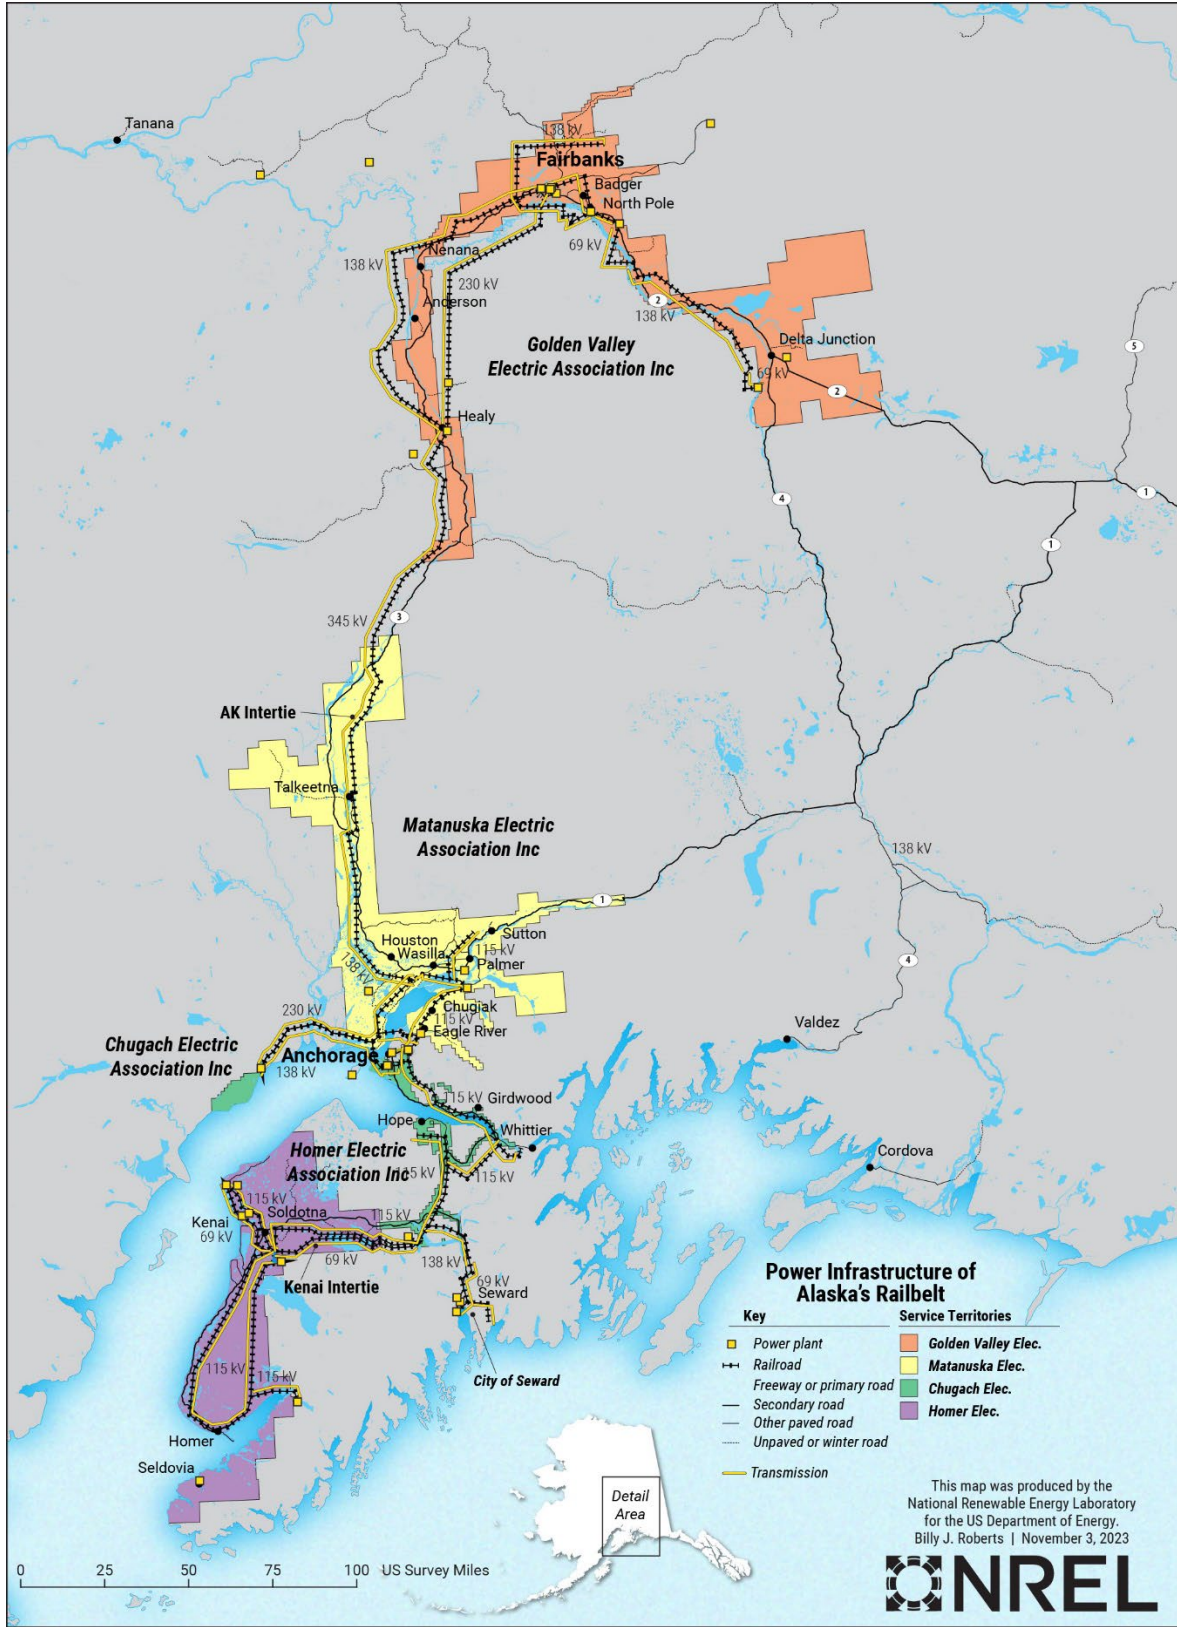 Tanana
138 kV
Fairbanks
Badger
North Pole
69 kV
Nenana
138 kV
230 kV
Anderson
2
138 kV
Golden Valley
Electric Association Inc
Delta Junction
5
69 kV
2
Healy
4
1
1
345 kV
3
AK Intertie
Talkeetna
Matanuska Electric
Association Inc
138 kV
1
Sutton
Houston
Wasilla
115 kV
Palmer
138 kV
4
230 kV
Chugiak
115 kV
Eagle River
Valdez
Chugach Electric
Association Inc
Anchorage
138 kV
115 kV
Girdwood
Hope
Whittier
Homer Electric
Association Inc
115 kV
115 kV
Cordova
115 kV
Soldotna
115 kV
Kenai
69 kV
69 kV
138 kV
Kenai Intertie
69 kV
Seward
115 kV
115 kV
City of Seward
Homer
Seldovia
Power Infrastructure of
Alaska's Railbelt
Key
Power plant
Railroad
Freeway or primary road
Secondary road
Other paved road
Unpaved or winter road
Transmission
Service Territories
Golden Valley Elec.
Matanuska Elec.
Chugach Elec.
Homer Elec.
Detail
Area
This map was produced by the
National Renewable Energy Laboratory
for the US Department of Energy.
Billy J. Roberts | November 3, 2023
0 25 50 75 100 US Survey Miles
NREL